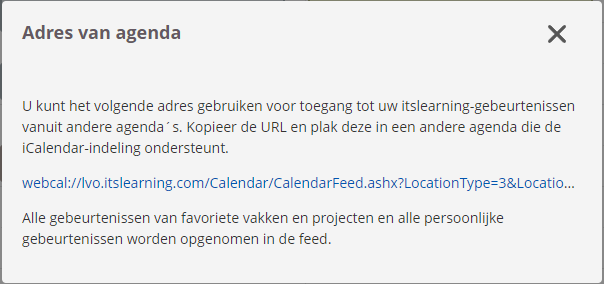 Adres van agenda
U kunt het volgende adres gebruiken voor toegang tot uw itslearning-gebeurtenissen
vanuit andere agenda´s. Kopieer de URL en plak deze in een andere agenda die de
iCalendar-indeling ondersteunt.
webcal://lvo.itslearning.com/Calendar/CalendarFeed.ashx?LocationType=3&Locatio...
Alle gebeurtenissen van favoriete vakken en projecten en alle persoonlijke
gebeurtenissen worden opgenomen in de feed.